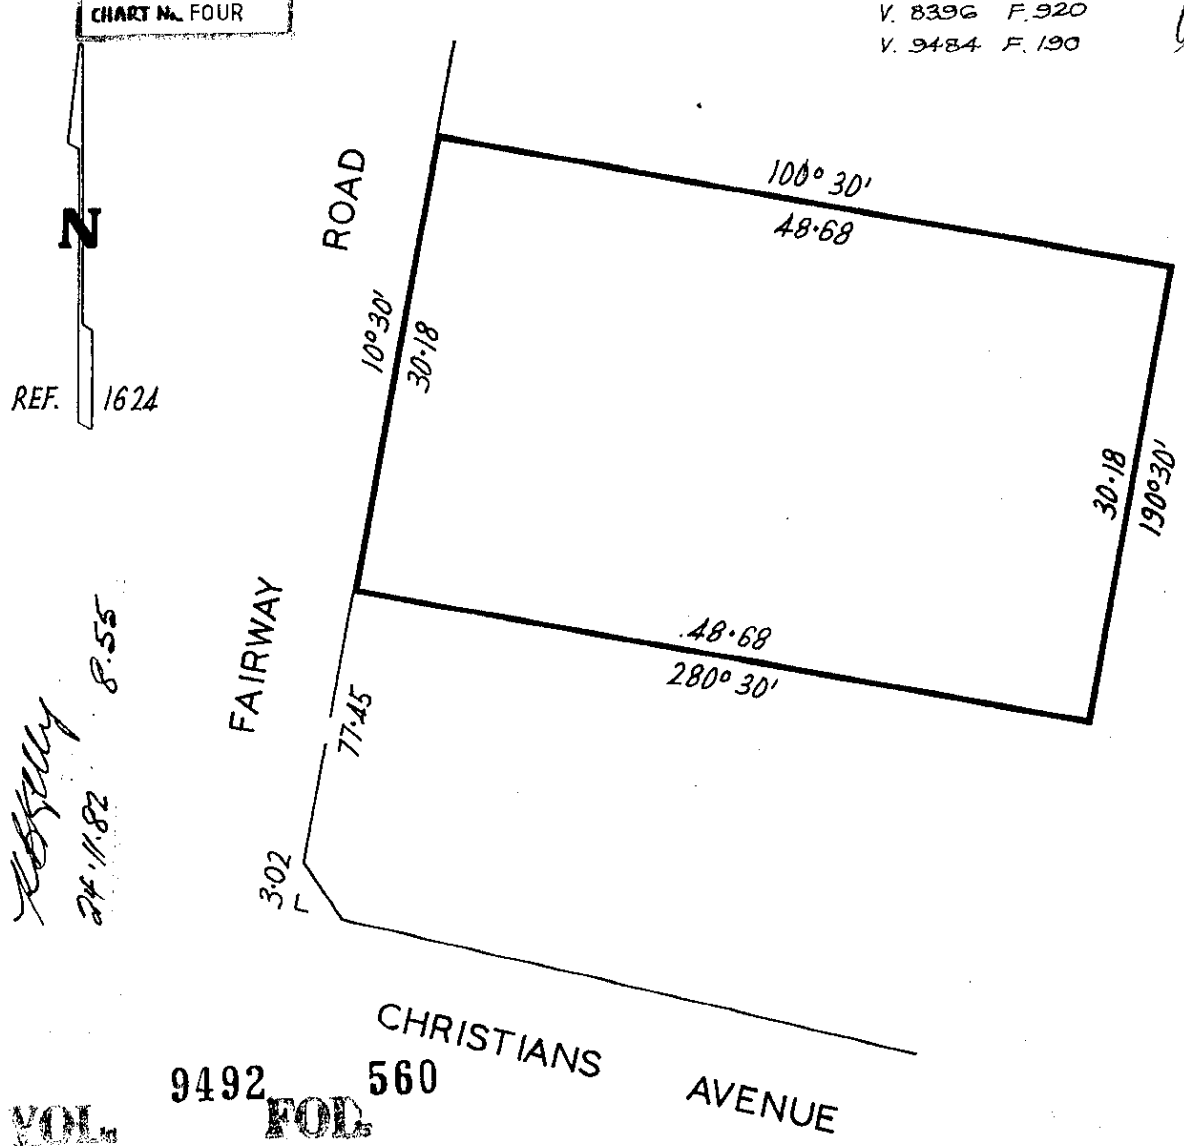 CHART No. FOUR
V. 8396 F. 920
V. 9484 F. 190
N
REF. 1624
ROAD
100° 30'
48·68
10° 30'
30·18
30·18
190° 30'
48·68
280° 30'
FAIRWAY
77·45
3·02
L
8·55
24·11·82
CHRISTIANS AVENUE
VOL. 9492 FOL. 560